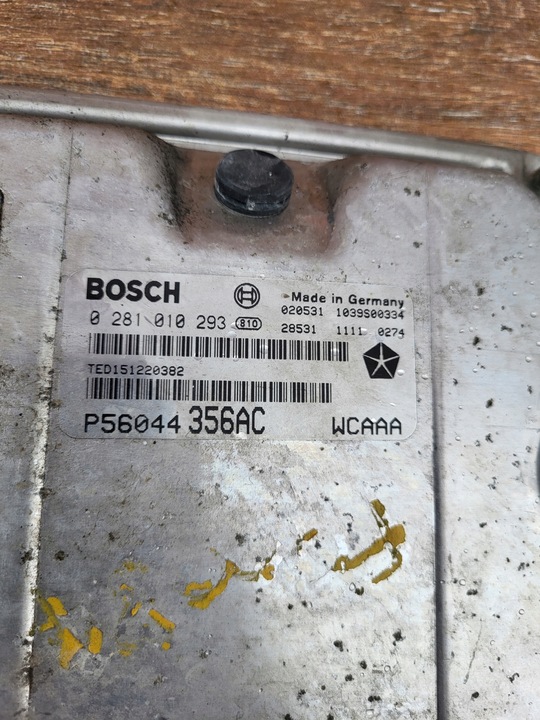 BOSCH
Made in Germany
020531 1039S00334
0 281 010 293 810
28531 1111 0274
TED151220382
P56044 356AC WCAAA